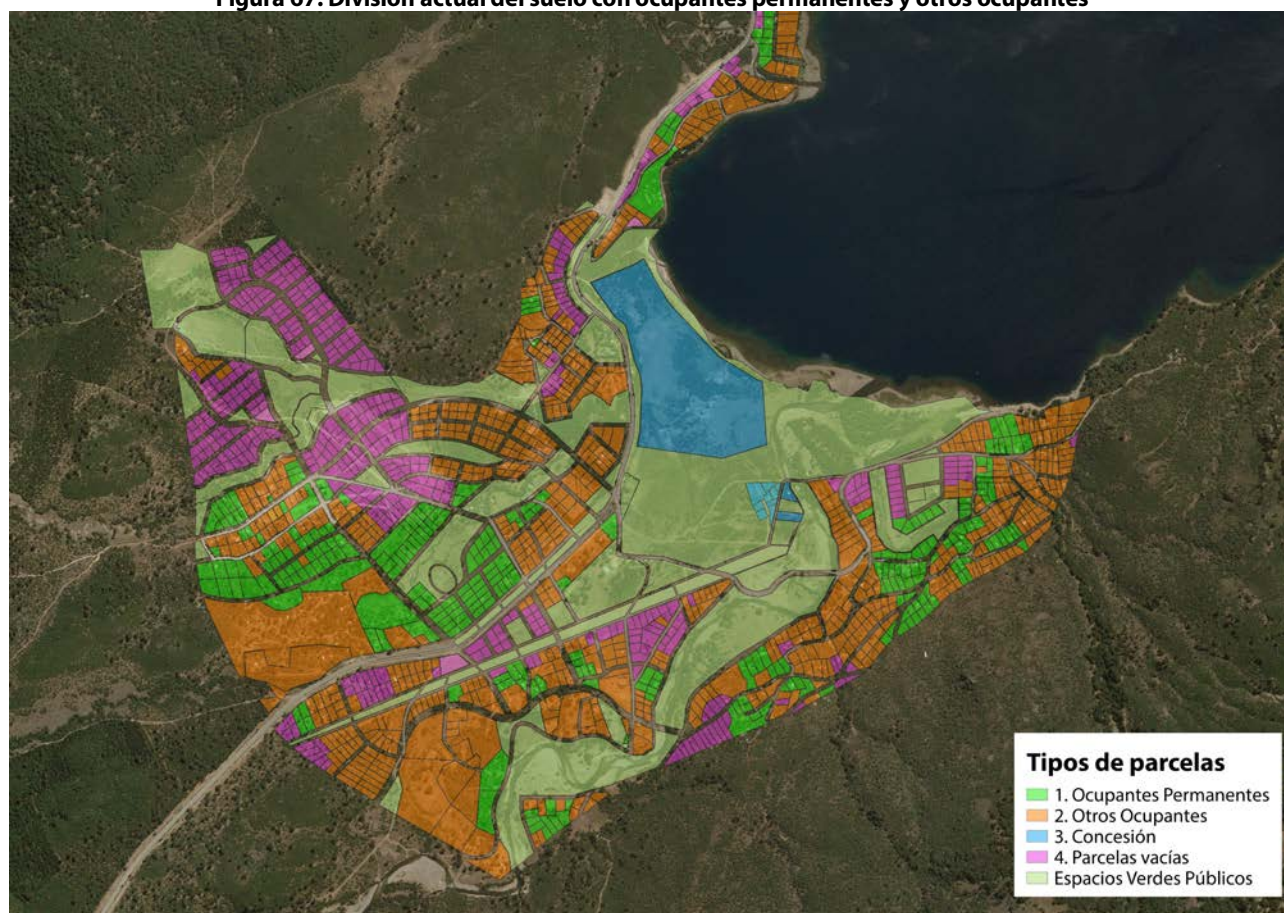 Figura 67. División actual del suelo con ocupantes permanentes y otros ocupantes
Tipos de parcelas
1. Ocupantes Permanentes
2. Otros Ocupantes
3. Concesión
4. Parcelas vacías
Espacios Verdes Públicos